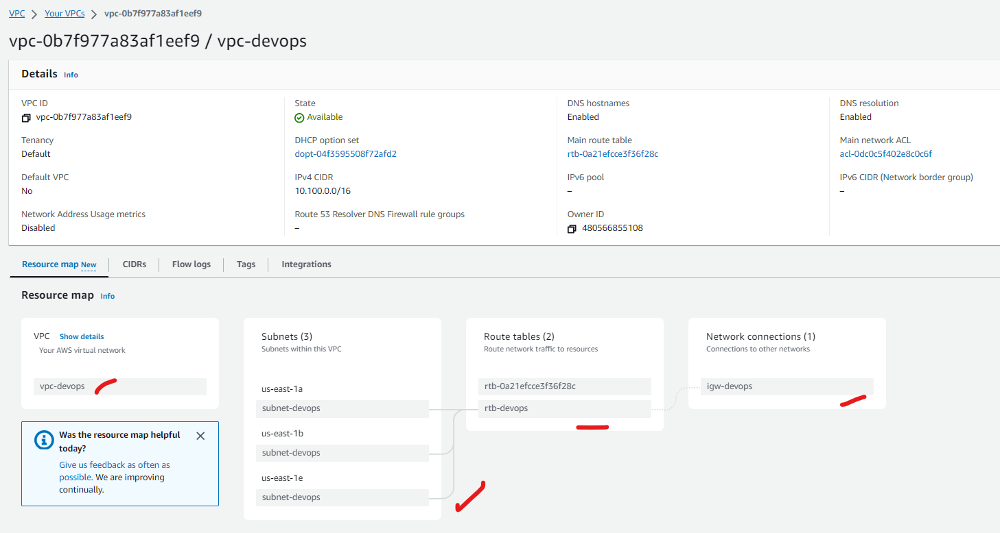 VPC > Your VPCs > vpc-0b7f977a83af1eef9
vpc-0b7f977a83af1eef9 / vpc-devops
Details Info
VPC ID
vpc-0b7f977a83af1eef9
State
Available
DNS hostnames
Enabled
DNS resolution
Enabled
Tenancy
Default
DHCP option set
dopt-04f3595508f72afd2
Main route table
rtb-0a21efcce3f36f28c
Main network ACL
acl-0dc0c5f402e8c0c6f
Default VPC
No
IPv4 CIDR
10.100.0.0/16
IPv6 pool
–
IPv6 CIDR (Network border group)
–
Network Address Usage metrics
Disabled
Route 53 Resolver DNS Firewall rule groups
–
Owner ID
480566855108
Resource map New
CIDRs
Flow logs
Tags
Integrations
Resource map Info
VPC Show details
Your AWS virtual network
vpc-devops
Was the resource map helpful
today?
Give us feedback as often as
possible. We are improving
continually.
Subnets (3)
Subnets within this VPC
us-east-1a
subnet-devops
us-east-1b
subnet-devops
us-east-1e
subnet-devops
Route tables (2)
Route network traffic to resources
rtb-0a21efcce3f36f28c
rtb-devops
Network connections (1)
Connections to other networks
igw-devops